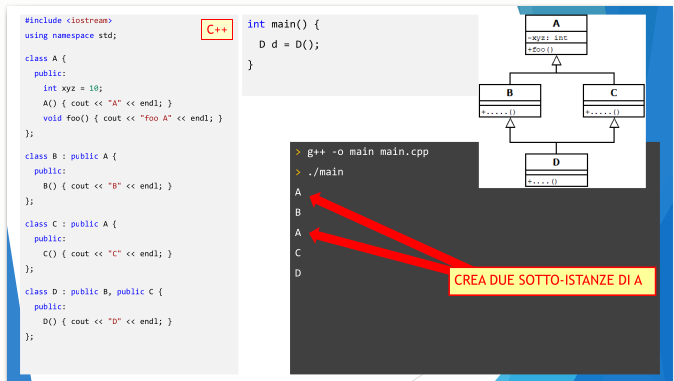 #include <iostream>
using namespace std;
class A {
public:
int xyz = 10;
A() { cout << "A" << endl; }
void foo() { cout << "foo A" << endl; }
};
class B : public A {
public:
B() { cout << "B" << endl; }
};
class C : public A {
public:
C() { cout << "C" << endl; }
};
class D : public B, public C {
public:
D() { cout << "D" << endl; }
};
C++
int main() {
D d = D();
}
A
-xyz: int
+foo()
B
+.....()
C
+.....()
D
+....()
> g++ -o main main.cpp
> ./main
A
B
A
C
D
CREA DUE SOTTO-ISTANZE DI A